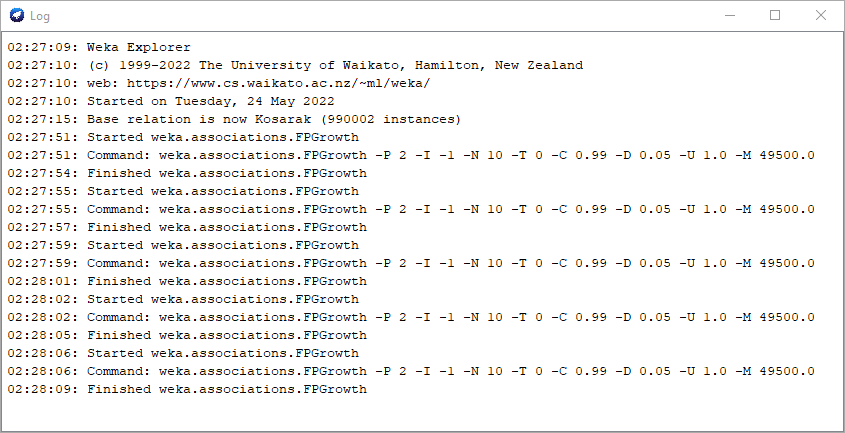 Log
02:27:09: Weka Explorer
02:27:10: (c) 1999-2022 The University of Waikato, Hamilton, New Zealand
02:27:10: web: https://www.cs.waikato.ac.nz/~ml/weka/
02:27:10: Started on Tuesday, 24 May 2022
02:27:15: Base relation is now Kosarak (990002 instances)
02:27:51: Started weka.associations.FPGrowth
02:27:51: Command: weka.associations.FPGrowth -P 2 -I -1 -N 10 -T 0 -C 0.99 -D 0.05 -U 1.0 -M 49500.0
02:27:54: Finished weka.associations.FPGrowth
02:27:55: Started weka.associations.FPGrowth
02:27:55: Command: weka.associations.FPGrowth -P 2 -I -1 -N 10 -T 0 -C 0.99 -D 0.05 -U 1.0 -M 49500.0
02:27:57: Finished weka.associations.FPGrowth
02:27:59: Started weka.associations.FPGrowth
02:27:59: Command: weka.associations.FPGrowth -P 2 -I -1 -N 10 -T 0 -C 0.99 -D 0.05 -U 1.0 -M 49500.0
02:28:01: Finished weka.associations.FPGrowth
02:28:02: Started weka.associations.FPGrowth
02:28:02: Command: weka.associations.FPGrowth -P 2 -I -1 -N 10 -T 0 -C 0.99 -D 0.05 -U 1.0 -M 49500.0
02:28:05: Finished weka.associations.FPGrowth
02:28:06: Started weka.associations.FPGrowth
02:28:06: Command: weka.associations.FPGrowth -P 2 -I -1 -N 10 -T 0 -C 0.99 -D 0.05 -U 1.0 -M 49500.0
02:28:09: Finished weka.associations.FPGrowth